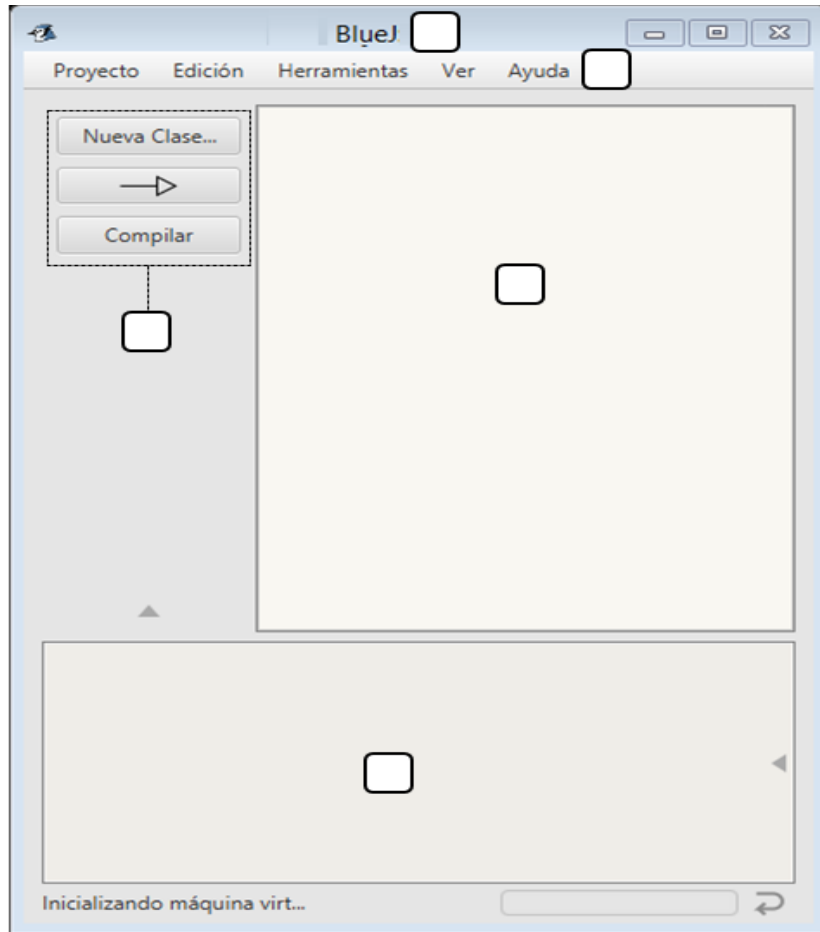 BlueJ
Proyecto Edición Herramientas Ver Ayuda
Nueva Clase...
Compilar
Inicializando máquina virt...